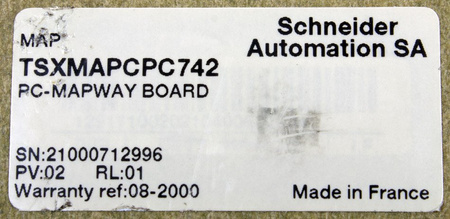 Schneider
Automation SA
MAP
TSXMAPCPC742
PC-MAPWAY BOARD
SN:21000712996
PV:02 RL:01
Warranty ref:08-2000
Made in France